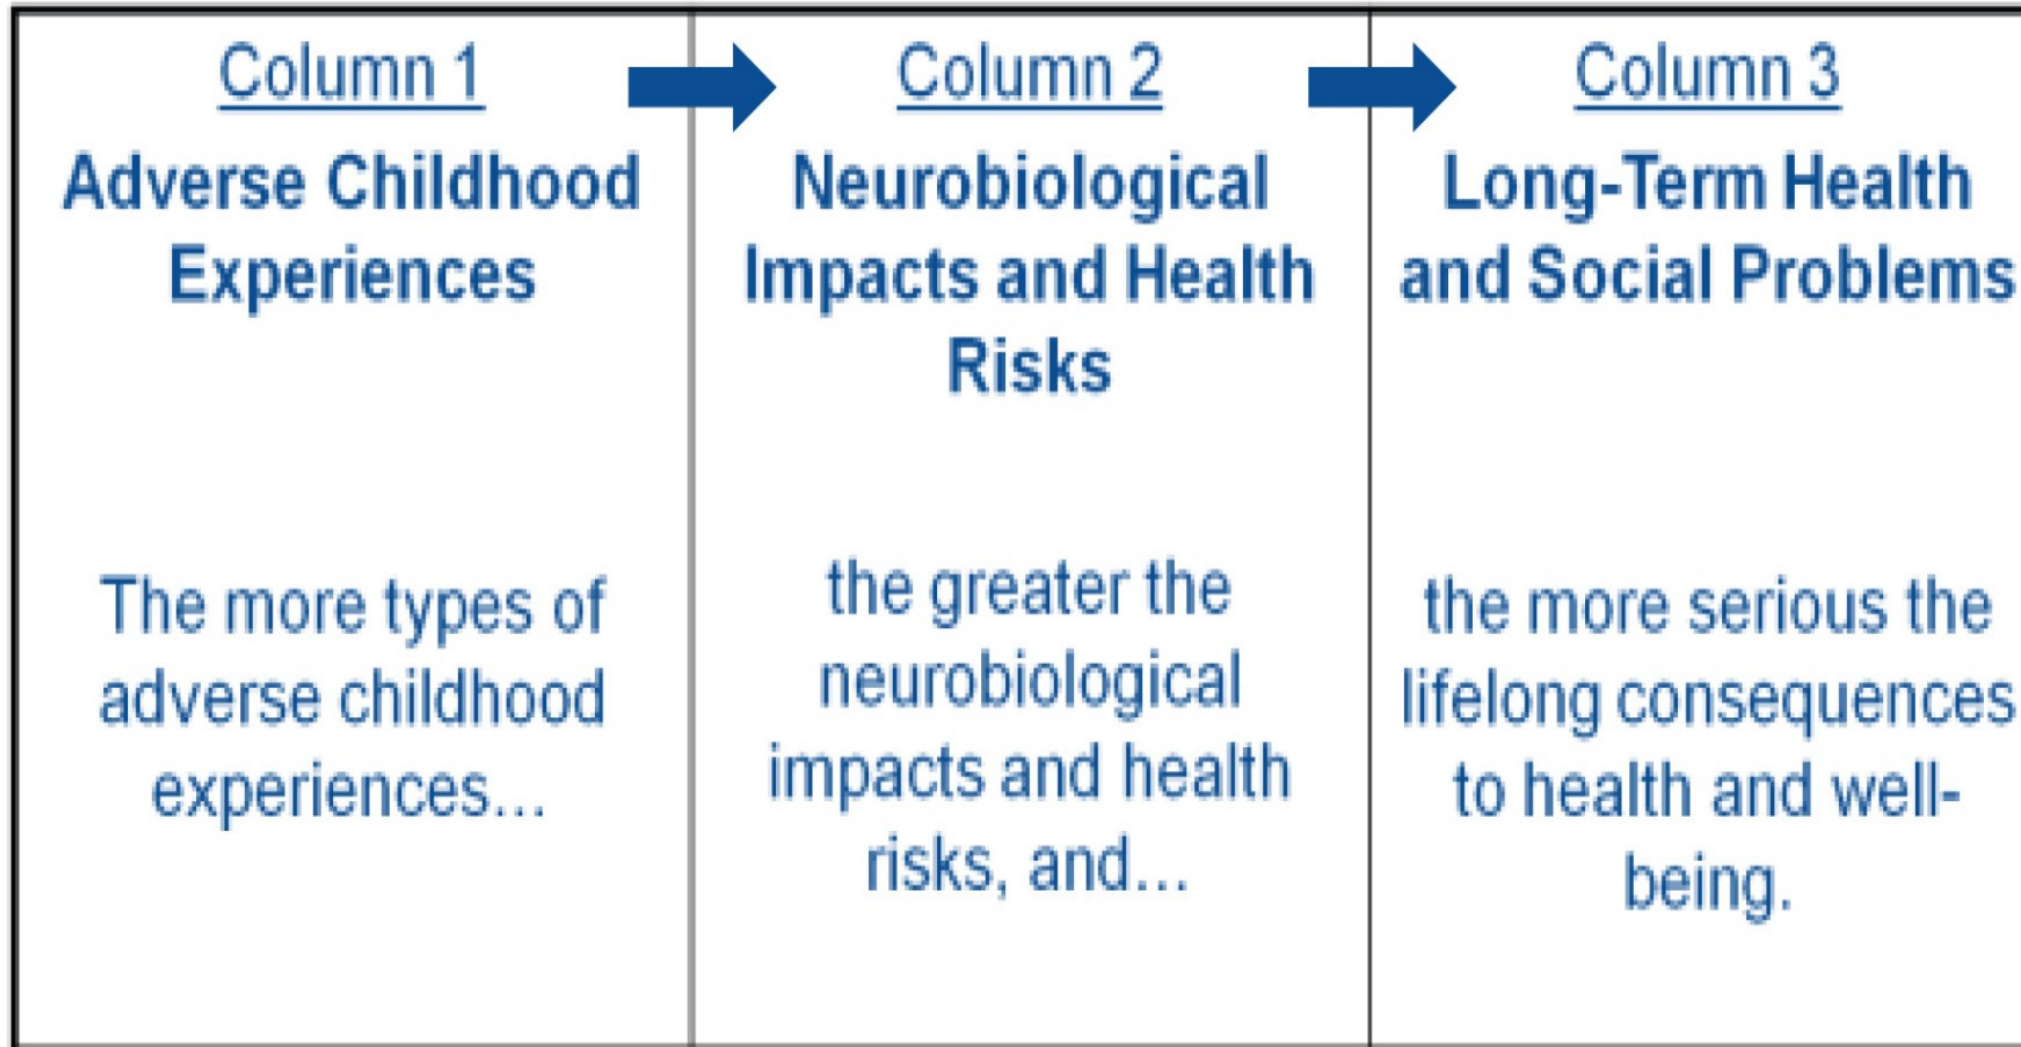 Column 1
Adverse Childhood
Experiences
The more types of
adverse childhood
experiences…
Column 2
Neurobiological
Impacts and Health
Risks
the greater the
neurobiological
impacts and health
risks, and…
Column 3
Long-Term Health
and Social Problems
the more serious the
lifelong consequences
to health and well-
being.